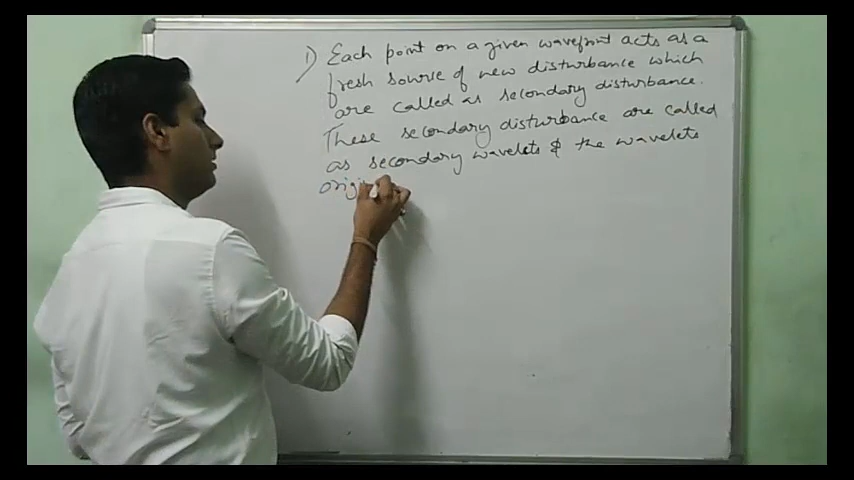 1) Each point on a given wavefront acts as a
fresh source of new disturbance which
are called as secondary disturbance.
These secondary disturbance are called
as secondary wavelets & the wavelets
origi